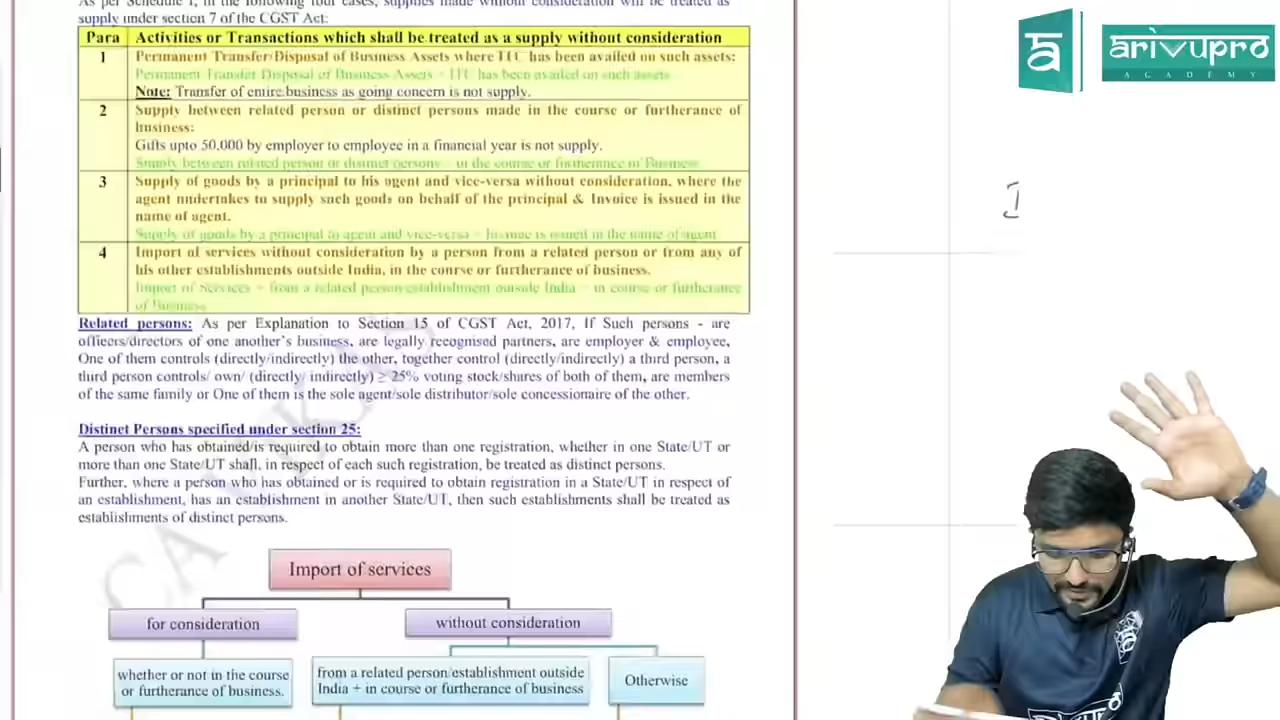 As per Schedule I, in the following four cases, supplies made without consideration will be treated as
supply under section 7 of the CGST Act:
Para Activities or Transactions which shall be treated as a supply without consideration
1 Permanent Transfer/Disposal of Business Assets where ITC has been availed on such assets:
Permanent Transfer Disposal of Business Assets + ITC has been availed on such assets
Note: Transfer of entire business as going concern is not supply.
2 Supply between related person or distinct persons made in the course or furtherance of
business:
Gifts upto 50,000 by employer to employee in a financial year is not supply.
Supply between related person or distinct persons + in the course or furtherance of Business
3 Supply of goods by a principal to his agent and vice-versa without consideration, where the
agent undertakes to supply such goods on behalf of the principal & Invoice is issued in the
name of agent.
Supply of goods by a principal to agent and vice-versa + Invoice is issued in the name of agent
4 Import of services without consideration by a person from a related person or from any of
his other establishments outside India, in the course or furtherance of business.
Import of Services + from a related person/establishment outside India + in course or furtherance
of Business
Related persons: As per Explanation to Section 15 of CGST Act, 2017, If Such persons - are
officers/directors of one another's business, are legally recognised partners, are employer & employee,
One of them controls (directly/indirectly) the other, together control (directly/indirectly) a third person, a
third person controls/ own/ (directly/ indirectly) ≥ 25% voting stock/shares of both of them, are members
of the same family or One of them is the sole agent/sole distributor/sole concessionaire of the other.
Distinct Persons specified under section 25:
A person who has obtained/is required to obtain more than one registration, whether in one State/UT or
more than one State/UT shall, in respect of each such registration, be treated as distinct persons.
Further, where a person who has obtained or is required to obtain registration in a State/UT in respect of
an establishment, has an establishment in another State/UT, then such establishments shall be treated as
establishments of distinct persons.
Import of services
for consideration
without consideration
whether or not in the course
or furtherance of business.
from a related person/establishment outside
India + in course or furtherance of business
Otherwise
CA VIKAS
arivupro
ACADEMY